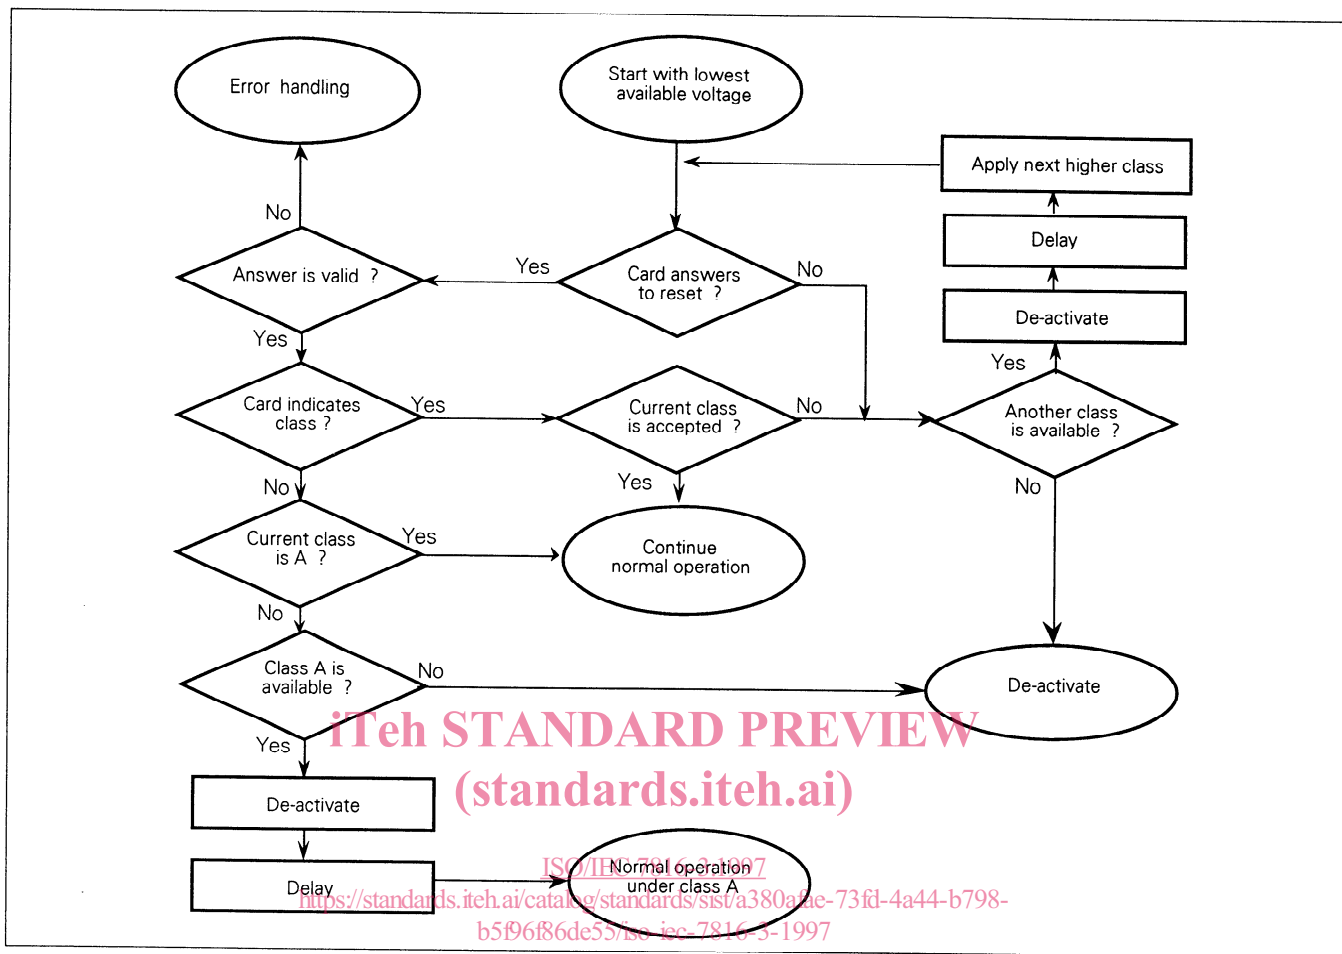 Error handling
Start with lowest
available voltage
Apply next higher class
No
Delay
Answer is valid ?
Yes
Card answers
to reset ?
No
De-activate
Yes
Yes
Card indicates
class ?
Yes
Current class
is accepted ?
No
Another class
is available ?
No
Yes
No
Current class
is A ?
Yes
Continue
normal operation
No
Class A is
available ?
No
De-activate
Yes
iTeh STANDARD PREVIEW
(standards.iteh.ai)
De-activate
Delay
Normal operation
under class A
ISO/IEC 7816-3:1997
https://standards.iteh.ai/catalog/standards/sist/a380afae-73fd-4a44-b798-
b5f96f86de55/iso-iec-7816-3-1997